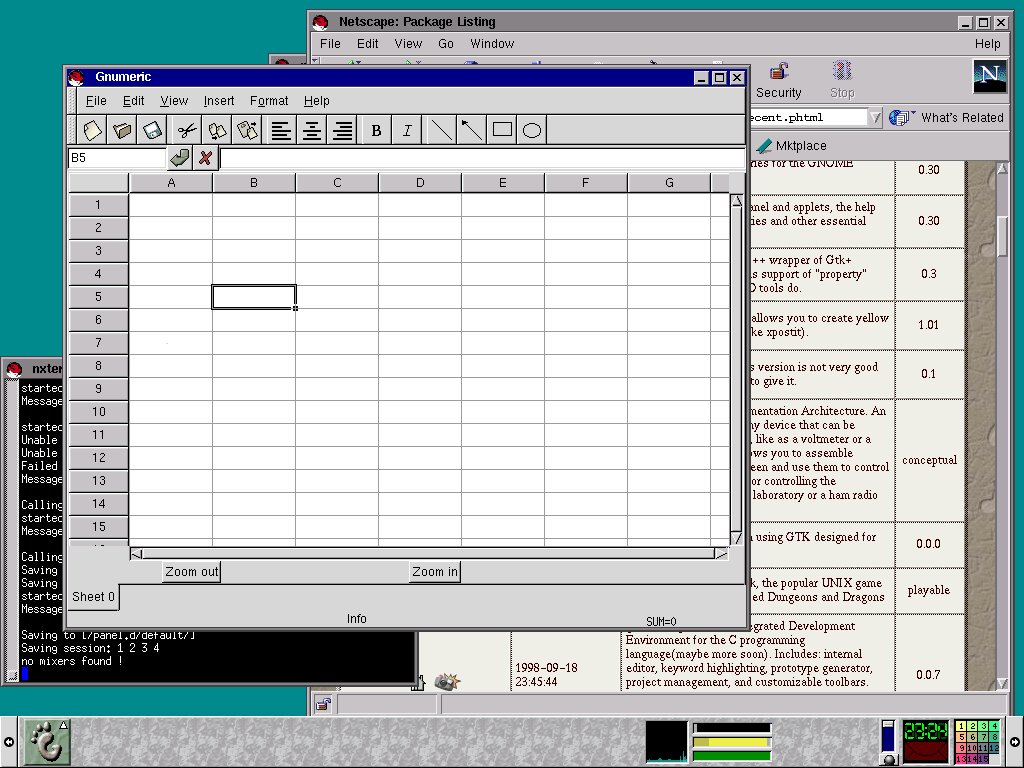 Netscape: Package Listing
File Edit View Go Window Help
Security Stop
ecent.phtml What's Related
Mktplace
ries for the GNOME 0.30
anel and applets, the help
ies and other essential 0.30
++ wrapper of Gtk+
s support of "property" 0.3
O tools do.
allows you to create yellow 1.01
ke xpostit).
s version is not very good 0.1
to give it.
mentation Architecture. An
ny device that can be
, like as a voltmeter or a
ows you to assemble conceptual
een and use them to control
or controlling the
laboratory or a ham radio
n using GTK designed for 0.0.0
k, the popular UNIX game playable
ed Dungeons and Dragons
egrated Development
Environment for the C programming
language(maybe more soon). Includes: internal
1998-09-18 editor, keyword highlighting, prototype generator, 0.0.7
23:45:44 project management, and customizable toolbars.
Gnumeric
File Edit View Insert Format Help
B I
B5
A B C D E F G
1
2
3
4
5
6
7
8
9
10
11
12
13
14
15
Zoom out Zoom in
Sheet 0
Info SUM=0
nxter
started
Message
started
Unable
Unable
Failed
Message
Calling
started
Message
Calling
Saving
Saving
started
Message
Saving to [/panel.d/default/]
Saving session: 1 2 3 4
no mixers found !
23:24
1 2 3 4
5 6 7 8
9 10 11 12
13 14 15